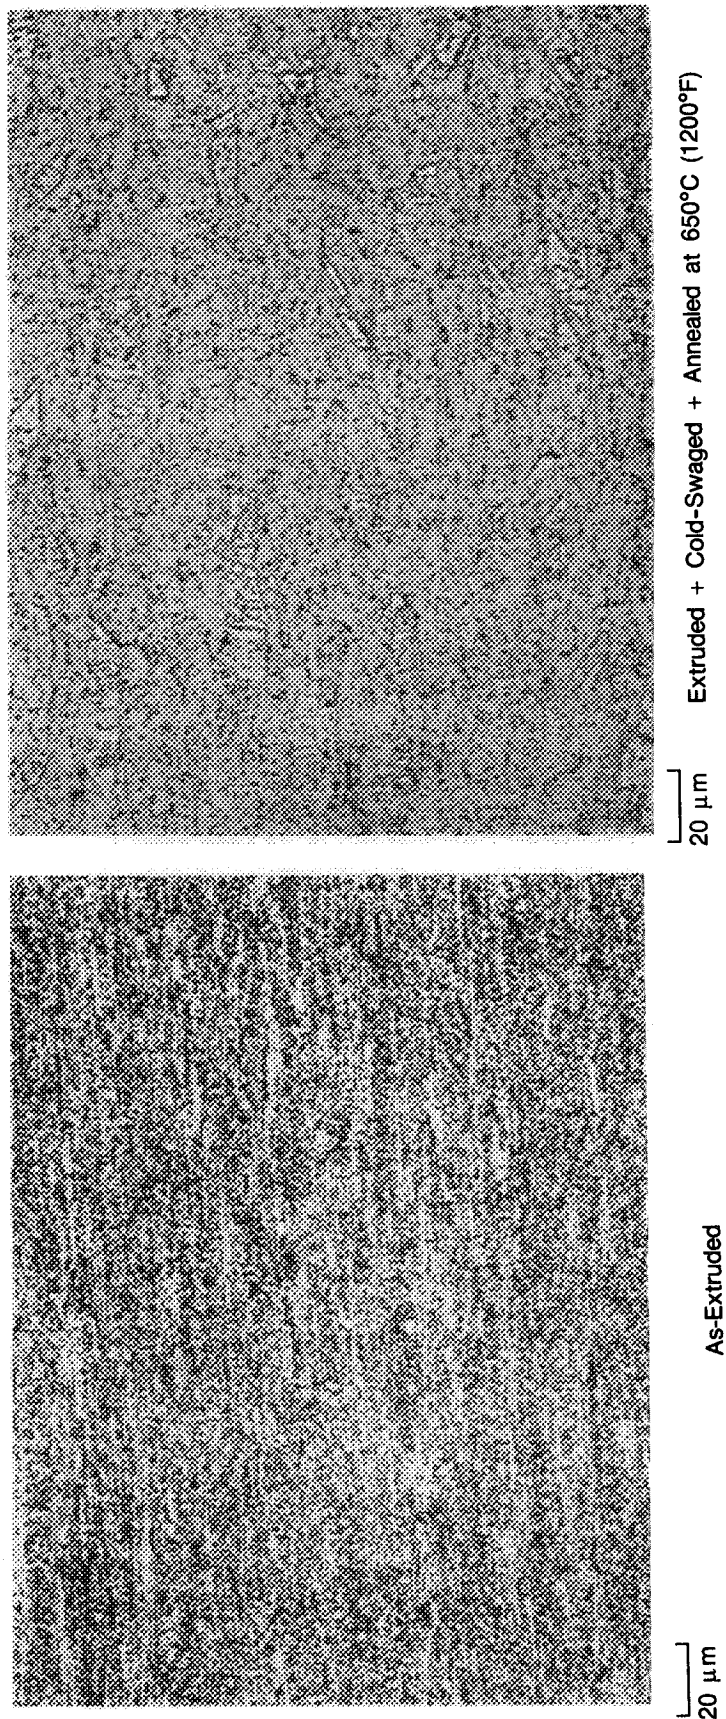 20 μm
As-Extruded
20 μm
Extruded + Cold-Swaged + Annealed at 650°C (1200°F)